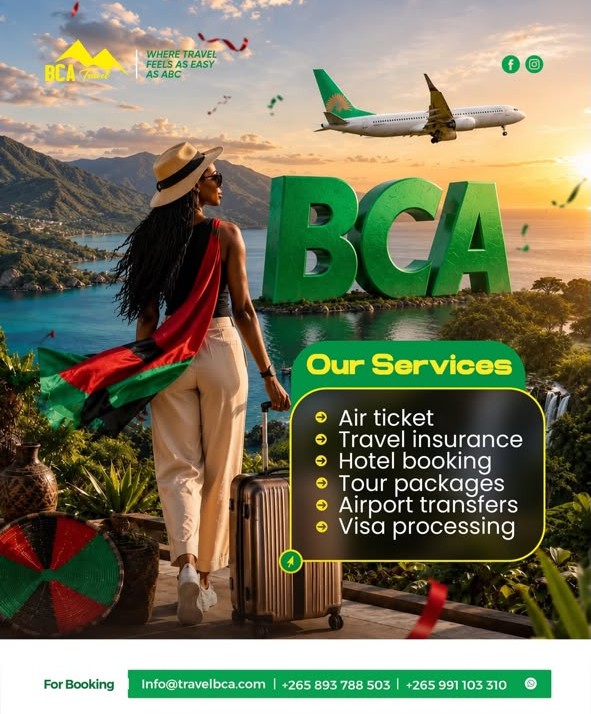 BCA Travel
WHERE TRAVEL
FEELS AS EASY
AS ABC
BCA
Our Services
Air ticket
Travel insurance
Hotel booking
Tour packages
Airport transfers
Visa processing
For Booking
Info@travelbca.com | +265 893 788 503 | +265 991 103 310